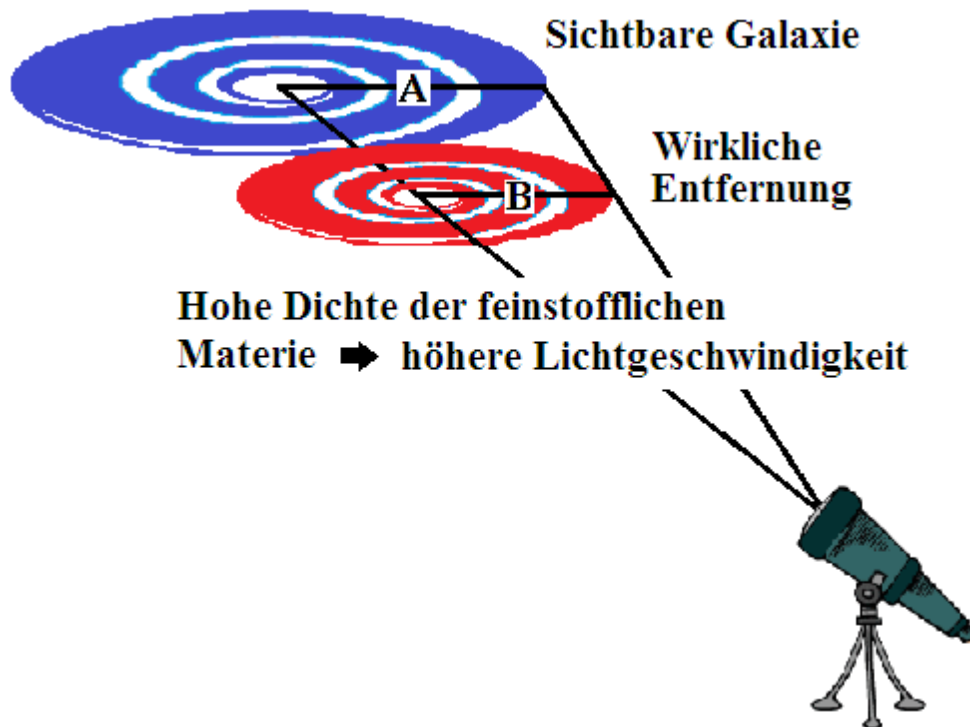 Sichtbare Galaxie
A
Wirkliche
Entfernung
B
Hohe Dichte der feinstofflichen
Materie ➡ höhere Lichtgeschwindigkeit